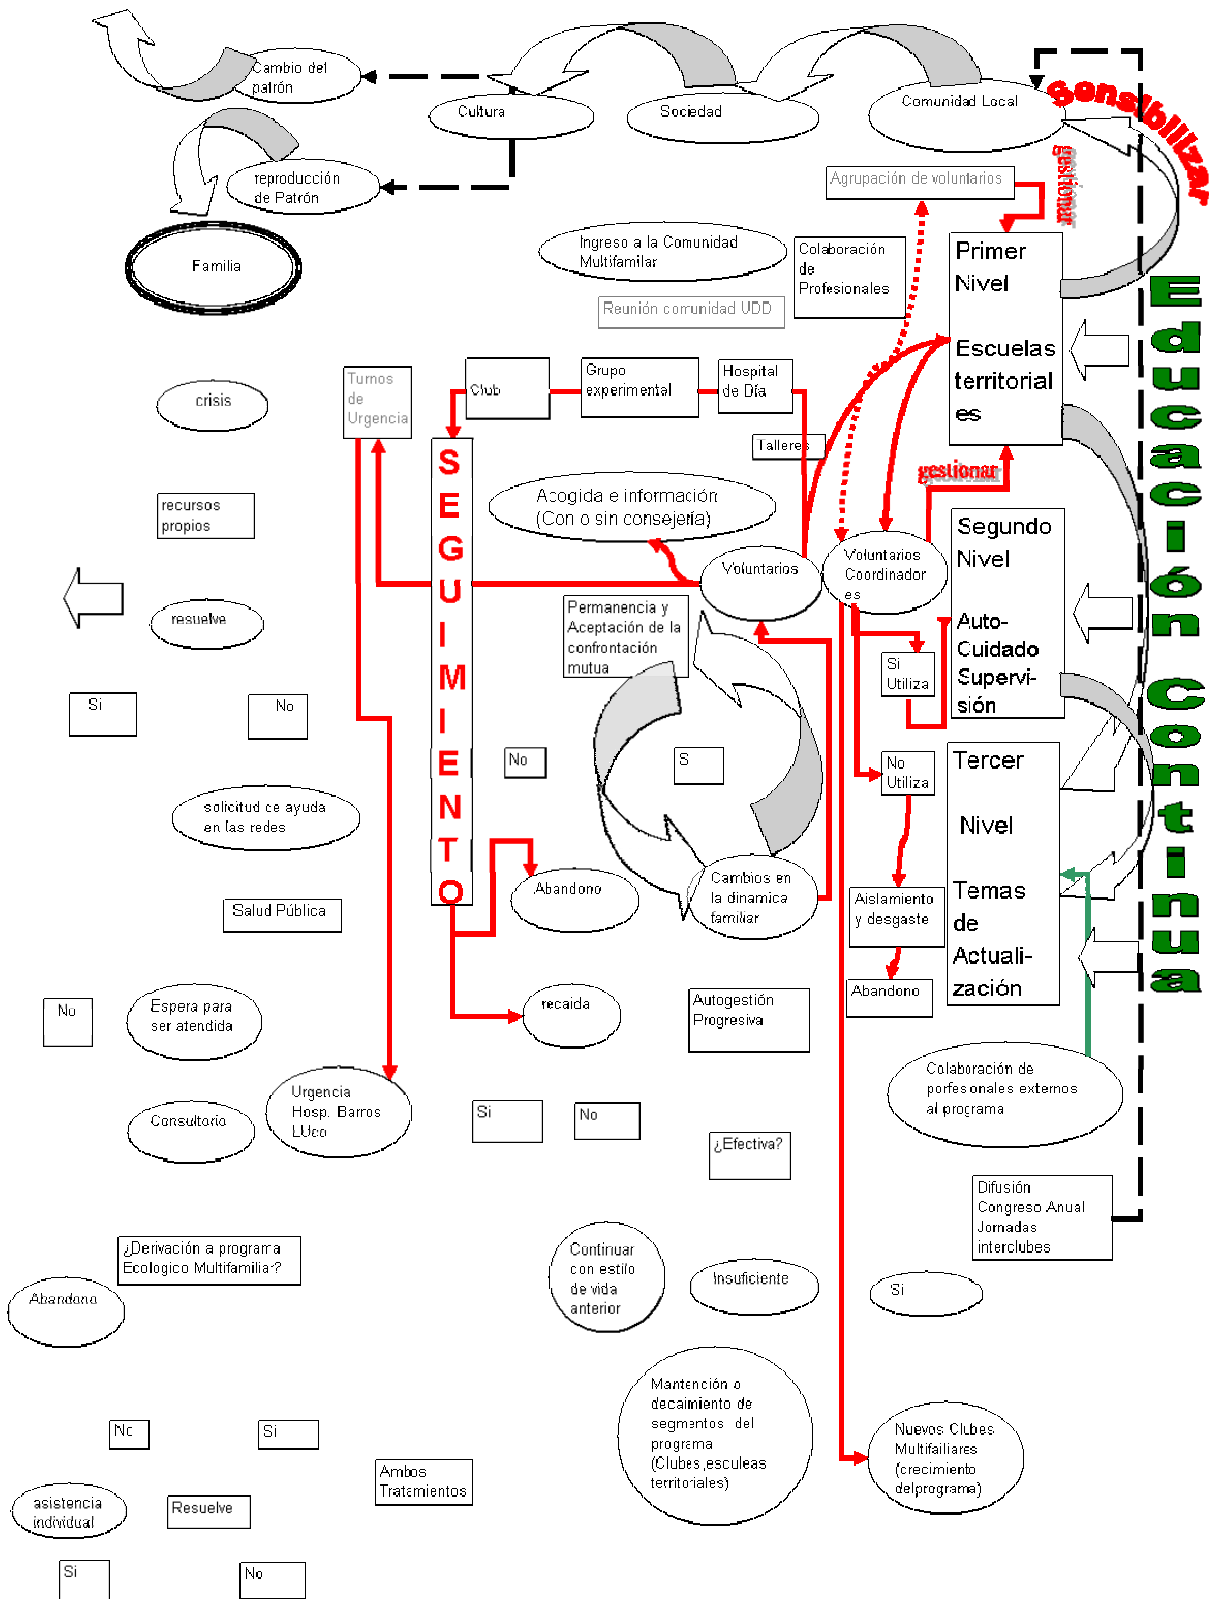 Cambio del
patrón
Cultura
Sociedad
Comunidad Local
Sensibilizar
reproducción
de Patrón
Agrupación de voluntarios
gestionar
Familia
Ingreso a la Comunidad
Multifamilar
Colaboración
de
Profesionales
Primer
Nivel
Escuelas
territorial
es
Reunión comunidad UDD
Educación Continua
crisis
Turnos
de
Urgencia
Club
Grupo
experimental
Hospital
de Día
Talleres
SEGUIMIENTO
gestionar
recursos
propios
Acogida e información
(Con o sin consejería)
Segundo
Nivel
Auto-
Cuidado
Supervi-
sión
Voluntarios
Voluntarios
Coordinador
es
resuelve
Permanencia y
Aceptación de la
confrontación
mutua
Si
Utiliza
Si
No
No
S
No
Utiliza
Tercer
Nivel
Temas
de
Actuali-
zación
solicitud de ayuda
en las redes
Abandono
Cambios en
la dinamica
familiar
Aislamiento
y desgaste
Salud Pública
No
Espera para
ser atendida
recaida
Autogestión
Progresiva
Abandono
Urgencia
Hosp. Barros
LUco
Consultorio
Si
No
¿Efectiva?
Colaboración de
porfesionales externos
al programa
Difusión
Congreso Anual
Jornadas
interclubes
¿Derivación a programa
Ecologico Multifamiliar?
Abandono
Continuar
con estilo
de vida
anterior
Insuficiente
Si
Mantención o
decaimiento de
segmentos del
programa
(Clubes,esculeas
territoriales)
Nuevos Clubes
Multifailiares
(crecimiento
delprograma)
No
Si
Ambos
Tratamientos
asistencia
individual
Resuelve
Si
No